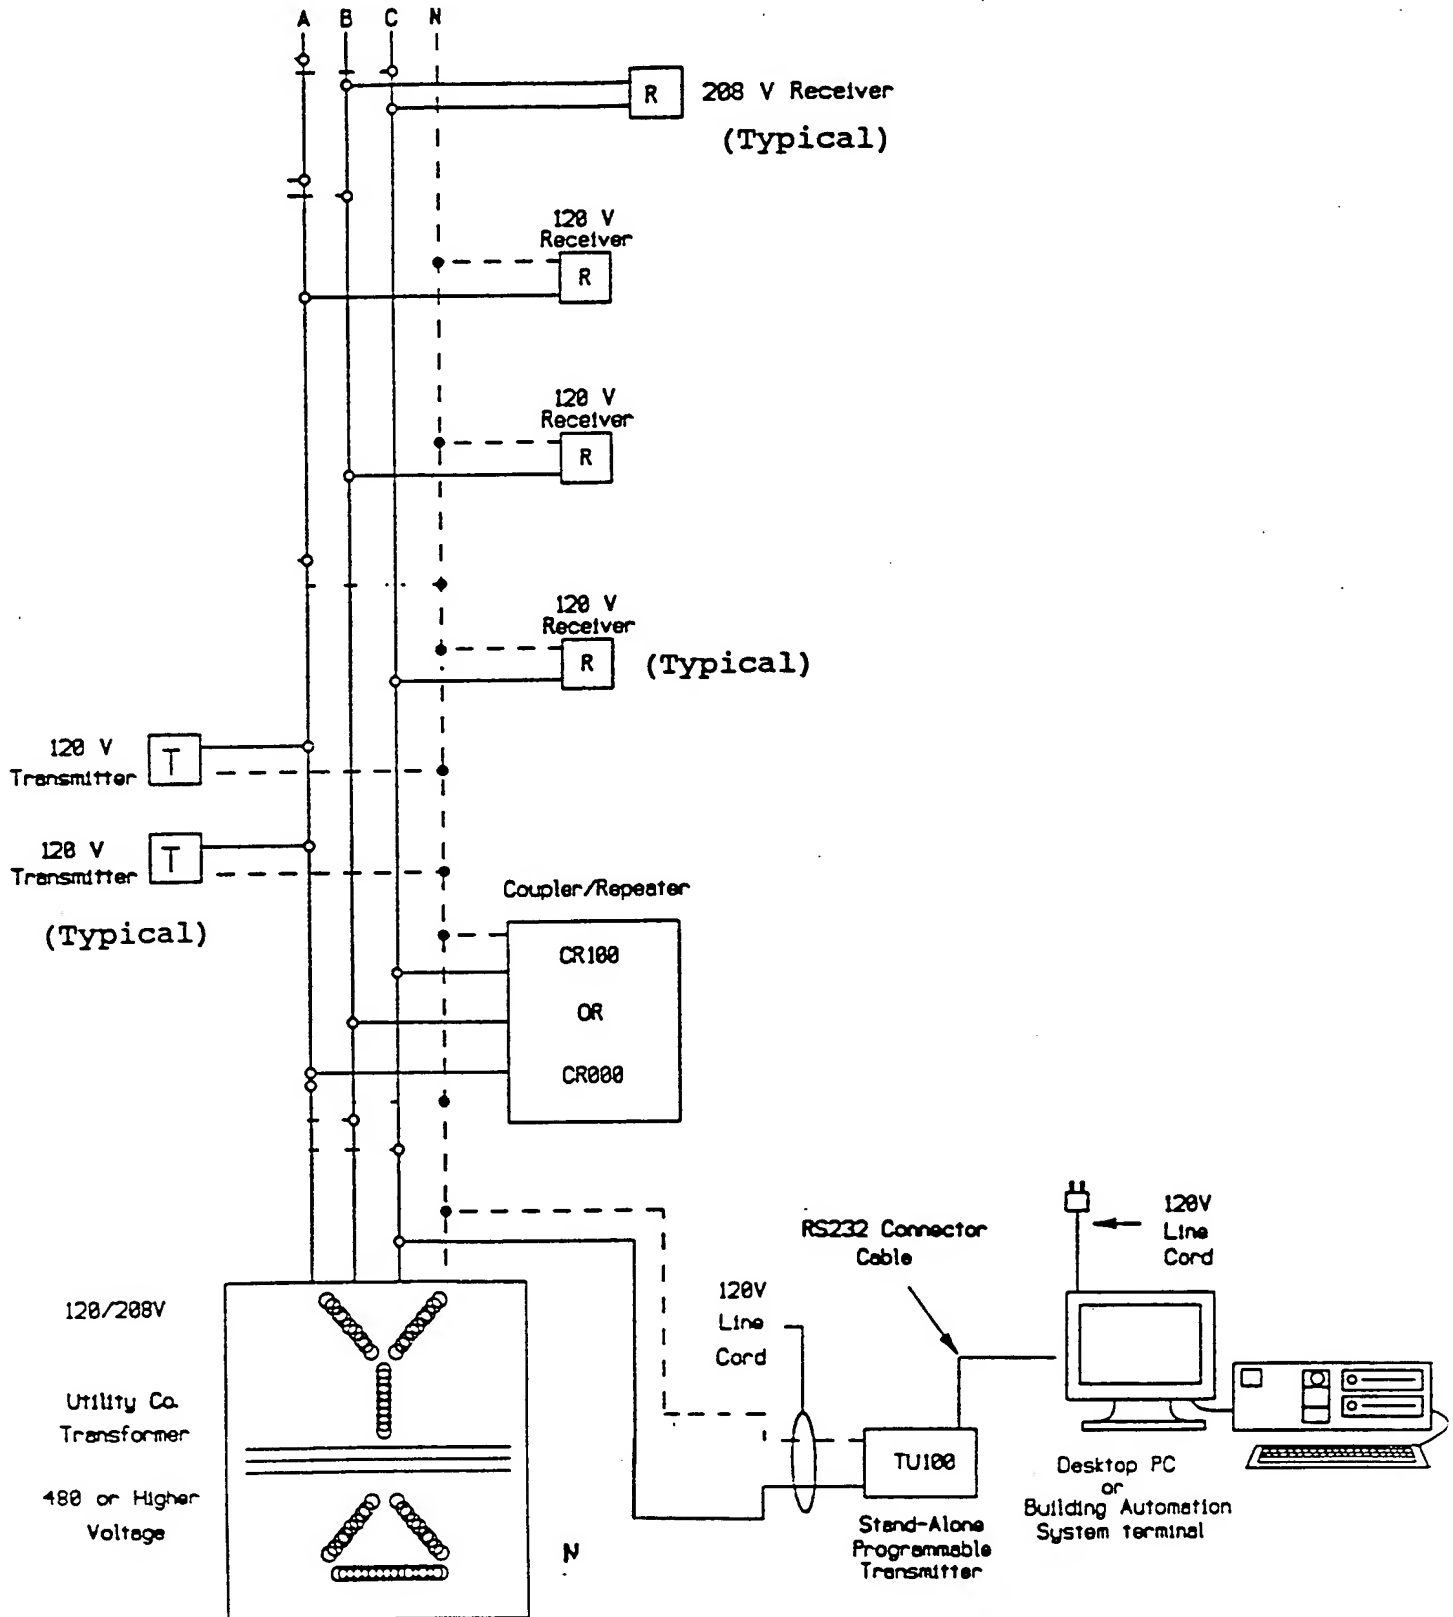 A B C N
R 208 V Receiver
(Typical)
120 V
Receiver
R
120 V
Receiver
R
120 V
Receiver
R (Typical)
120 V
Transmitter
T
120 V
Transmitter
T
(Typical)
Coupler/Repeater
CR100
OR
CR000
120/208V
Utility Co.
Transformer
480 or Higher
Voltage
N
120V
Line
Cord
RS232 Connector
Cable
120V
Line
Cord
TU100
Stand-Alone
Programmable
Transmitter
Desktop PC
or
Building Automation
System terminal